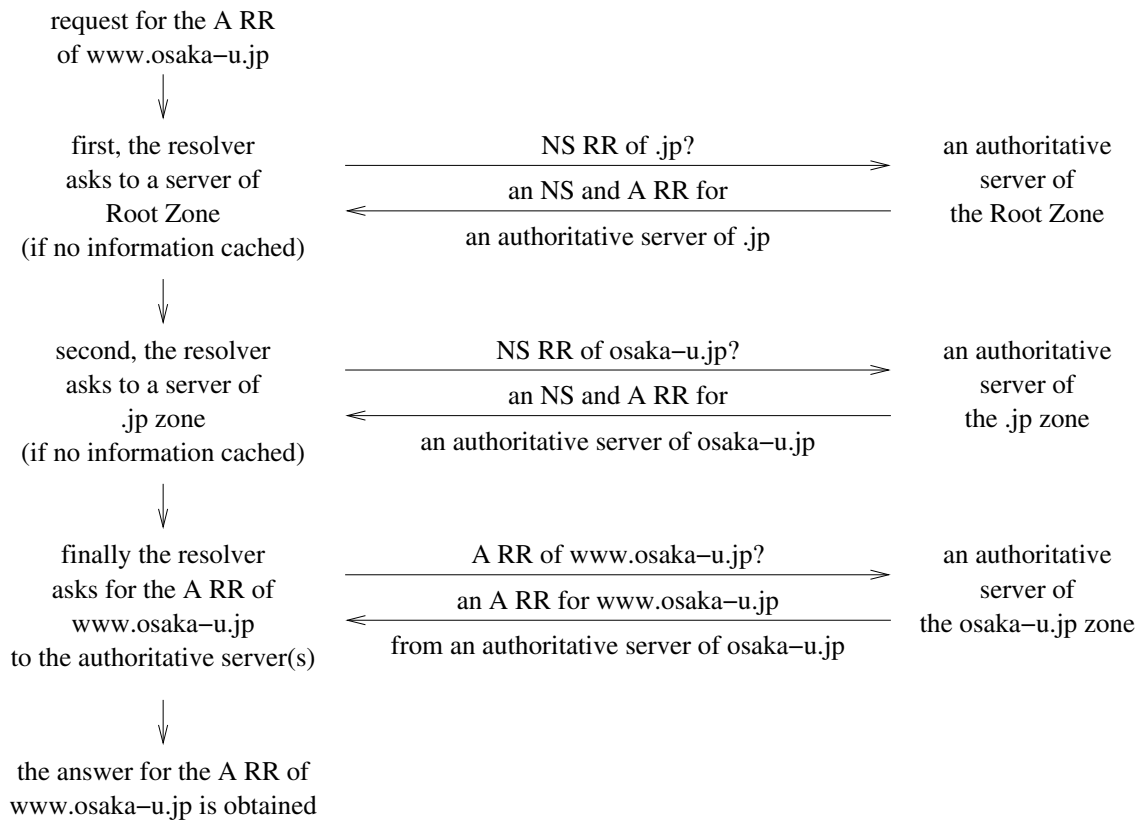 request for the A RR
of www.osaka−u.jp
first, the resolver
asks to a server of
Root Zone
(if no information cached)
NS RR of .jp?
an NS and A RR for
an authoritative server of .jp
an authoritative
server of
the Root Zone
second, the resolver
asks to a server of
.jp zone
(if no information cached)
NS RR of osaka−u.jp?
an NS and A RR for
an authoritative server of osaka−u.jp
an authoritative
server of
the .jp zone
finally the resolver
asks for the A RR of
www.osaka−u.jp
to the authoritative server(s)
A RR of www.osaka−u.jp?
an A RR for www.osaka−u.jp
from an authoritative server of osaka−u.jp
an authoritative
server of
the osaka−u.jp zone
the answer for the A RR of
www.osaka−u.jp is obtained